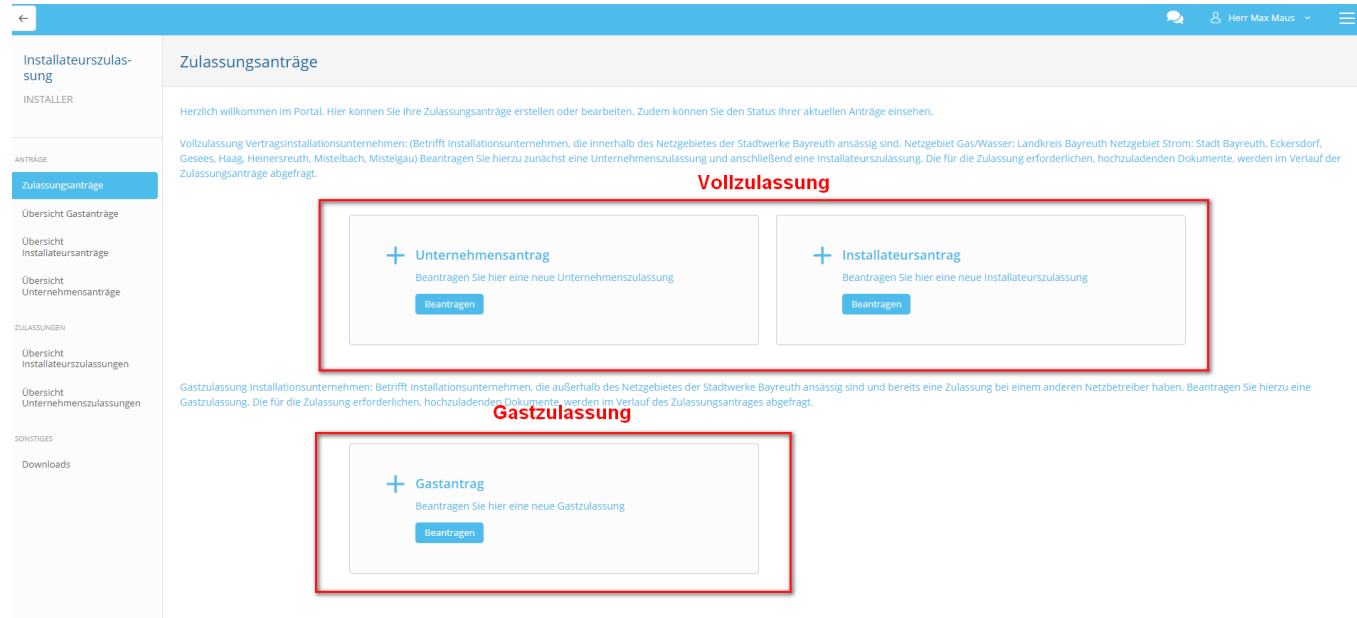 Herr Max Maus
Installateurszulas-
sung
INSTALLER
Zulassungsanträge
Herzlich willkommen im Portal. Hier können Sie Ihre Zulassungsanträge erstellen oder bearbeiten. Zudem können Sie den Status Ihrer aktuellen Anträge einsehen.
Vollzulassung Vertragsinstallationsunternehmen: (Betrifft Installationsunternehmen, die innerhalb des Netzgebietes der Stadtwerke Bayreuth ansässig sind. Netzgebiet Gas/Wasser: Landkreis Bayreuth Netzgebiet Strom: Stadt Bayreuth, Eckersdorf,
Gesees, Haag, Heinersreuth, Mistelbach, Mistelgau) Beantragen Sie hierzu zunächst eine Unternehmenszulassung und anschließend eine Installateurszulassung. Die für die Zulassung erforderlichen, hochzuladenden Dokumente, werden im Verlauf der
Zulassungsanträge abgefragt.
ANTRÄGE
Zulassungsanträge
Übersicht Gastanträge
Übersicht
Installateursanträge
Übersicht
Unternehmensanträge
ZULASSUNGEN
Übersicht
Installateurszulassungen
Übersicht
Unternehmenszulassungen
SONSTIGES
Downloads
Vollzulassung
Unternehmensantrag
Beantragen Sie hier eine neue Unternehmenszulassung
Beantragen
Installateursantrag
Beantragen Sie hier eine neue Installateurszulassung
Beantragen
Gastzulassung Installationsunternehmen: Betrifft Installationsunternehmen, die außerhalb des Netzgebietes der Stadtwerke Bayreuth ansässig sind und bereits eine Zulassung bei einem anderen Netzbetreiber haben. Beantragen Sie hierzu eine
Gastzulassung. Die für die Zulassung erforderlichen, hochzuladenden Dokumente, werden im Verlauf des Zulassungsantrages abgefragt.
Gastzulassung
Gastantrag
Beantragen Sie hier eine neue Gastzulassung
Beantragen